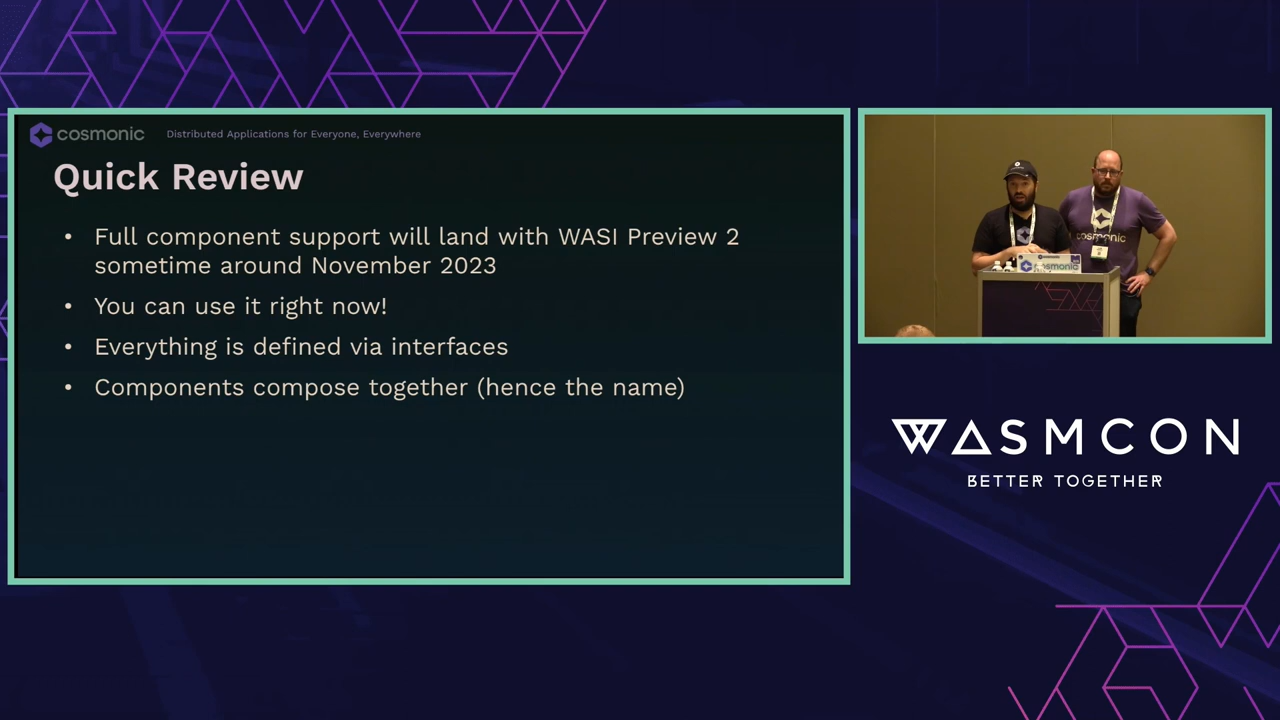 cosmonic Distributed Applications for Everyone, Everywhere
Quick Review
• Full component support will land with WASI Preview 2
sometime around November 2023
• You can use it right now!
• Everything is defined via interfaces
• Components compose together (hence the name)
cosmonic
cosmonic
WASMCON
BETTER TOGETHER